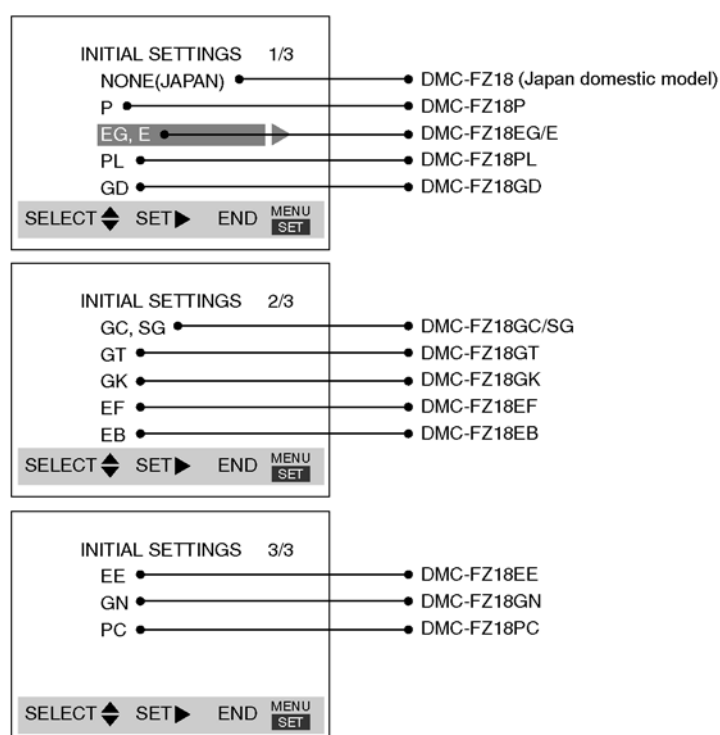 INITIAL SETTINGS 1/3
NONE(JAPAN) DMC-FZ18 (Japan domestic model)
P DMC-FZ18P
EG, E DMC-FZ18EG/E
PL DMC-FZ18PL
GD DMC-FZ18GD
SELECT SET END MENU SET
INITIAL SETTINGS 2/3
GC, SG DMC-FZ18GC/SG
GT DMC-FZ18GT
GK DMC-FZ18GK
EF DMC-FZ18EF
EB DMC-FZ18EB
SELECT SET END MENU SET
INITIAL SETTINGS 3/3
EE DMC-FZ18EE
GN DMC-FZ18GN
PC DMC-FZ18PC
SELECT SET END MENU SET